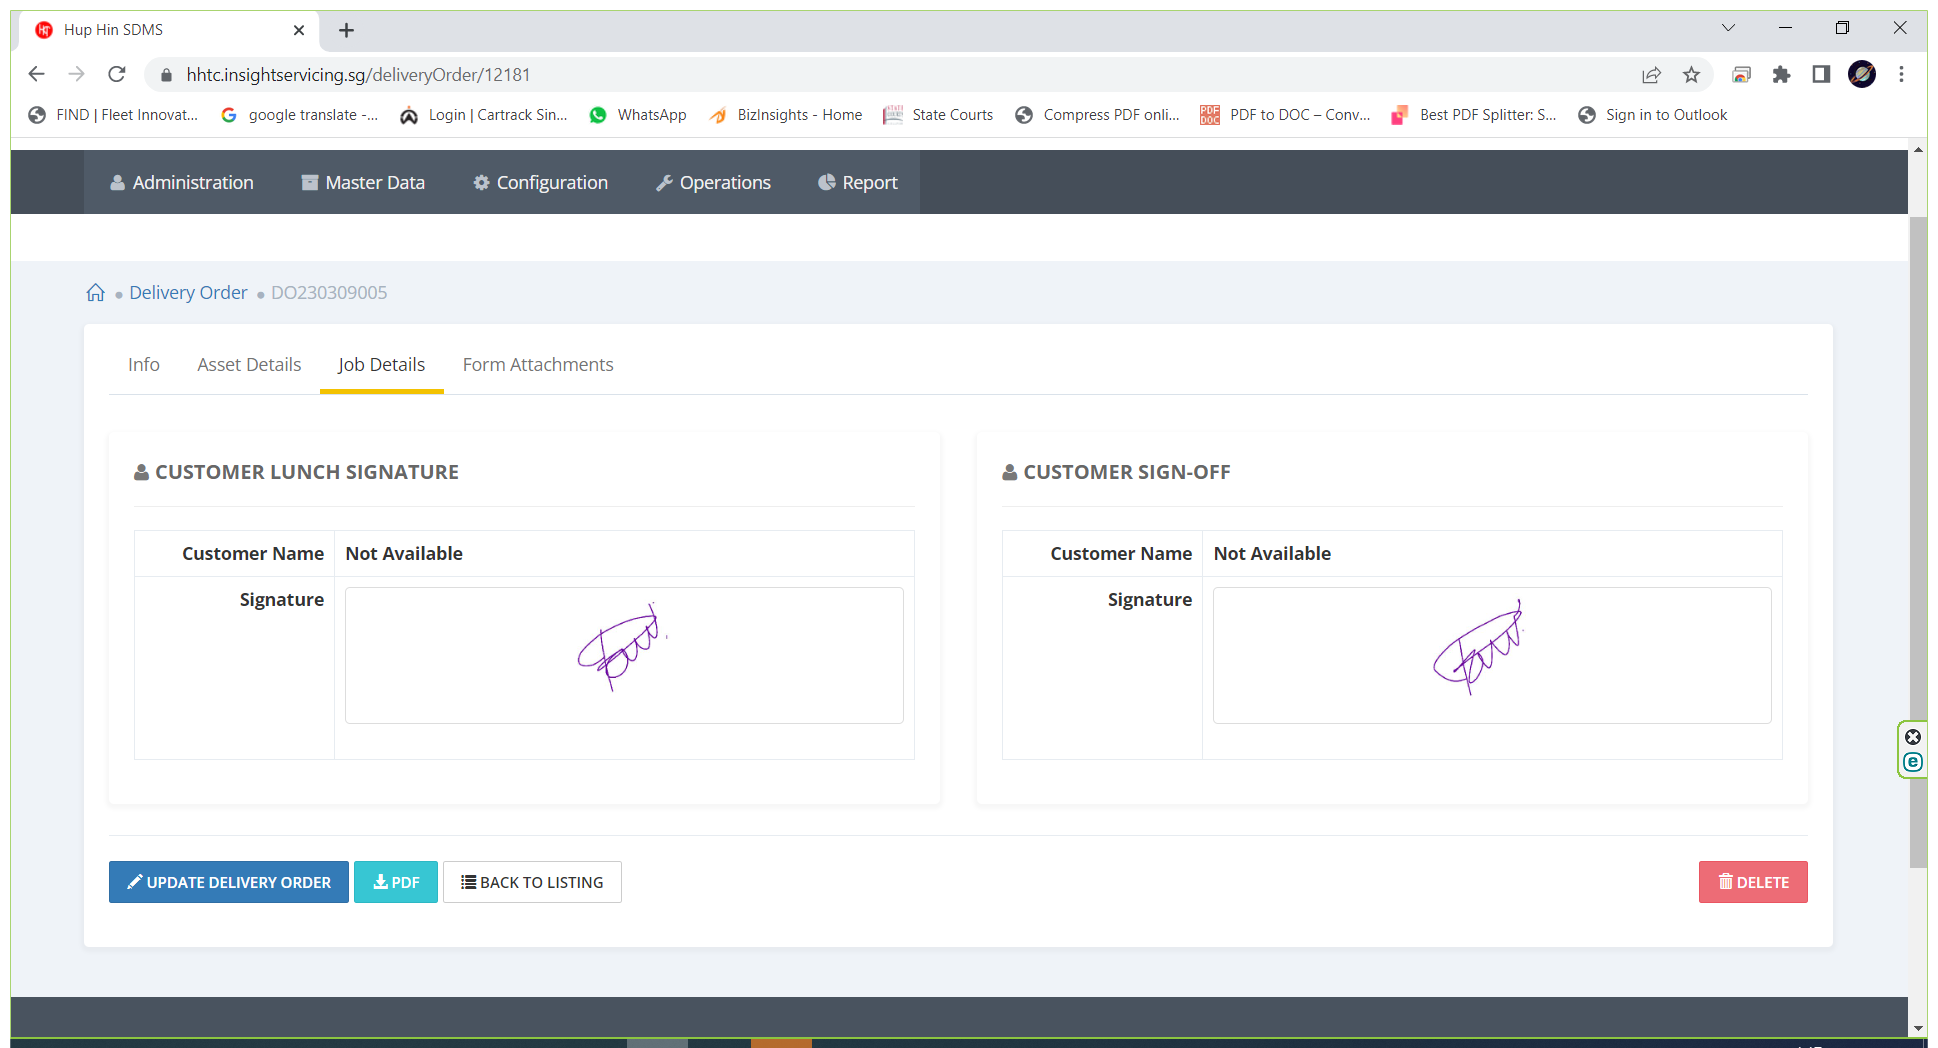 Hup Hin SDMS
hhtc.insightservicing.sg/deliveryOrder/12181
FIND | Fleet Innovat... google translate -... Login | Cartrack Sin... WhatsApp BizInsights - Home State Courts Compress PDF onli... PDF to DOC – Conv... Best PDF Splitter: S... Sign in to Outlook
Administration Master Data Configuration Operations Report
Delivery Order DO230309005
Info Asset Details Job Details Form Attachments
CUSTOMER LUNCH SIGNATURE
Customer Name Not Available
Signature
CUSTOMER SIGN-OFF
Customer Name Not Available
Signature
UPDATE DELIVERY ORDER PDF BACK TO LISTING DELETE